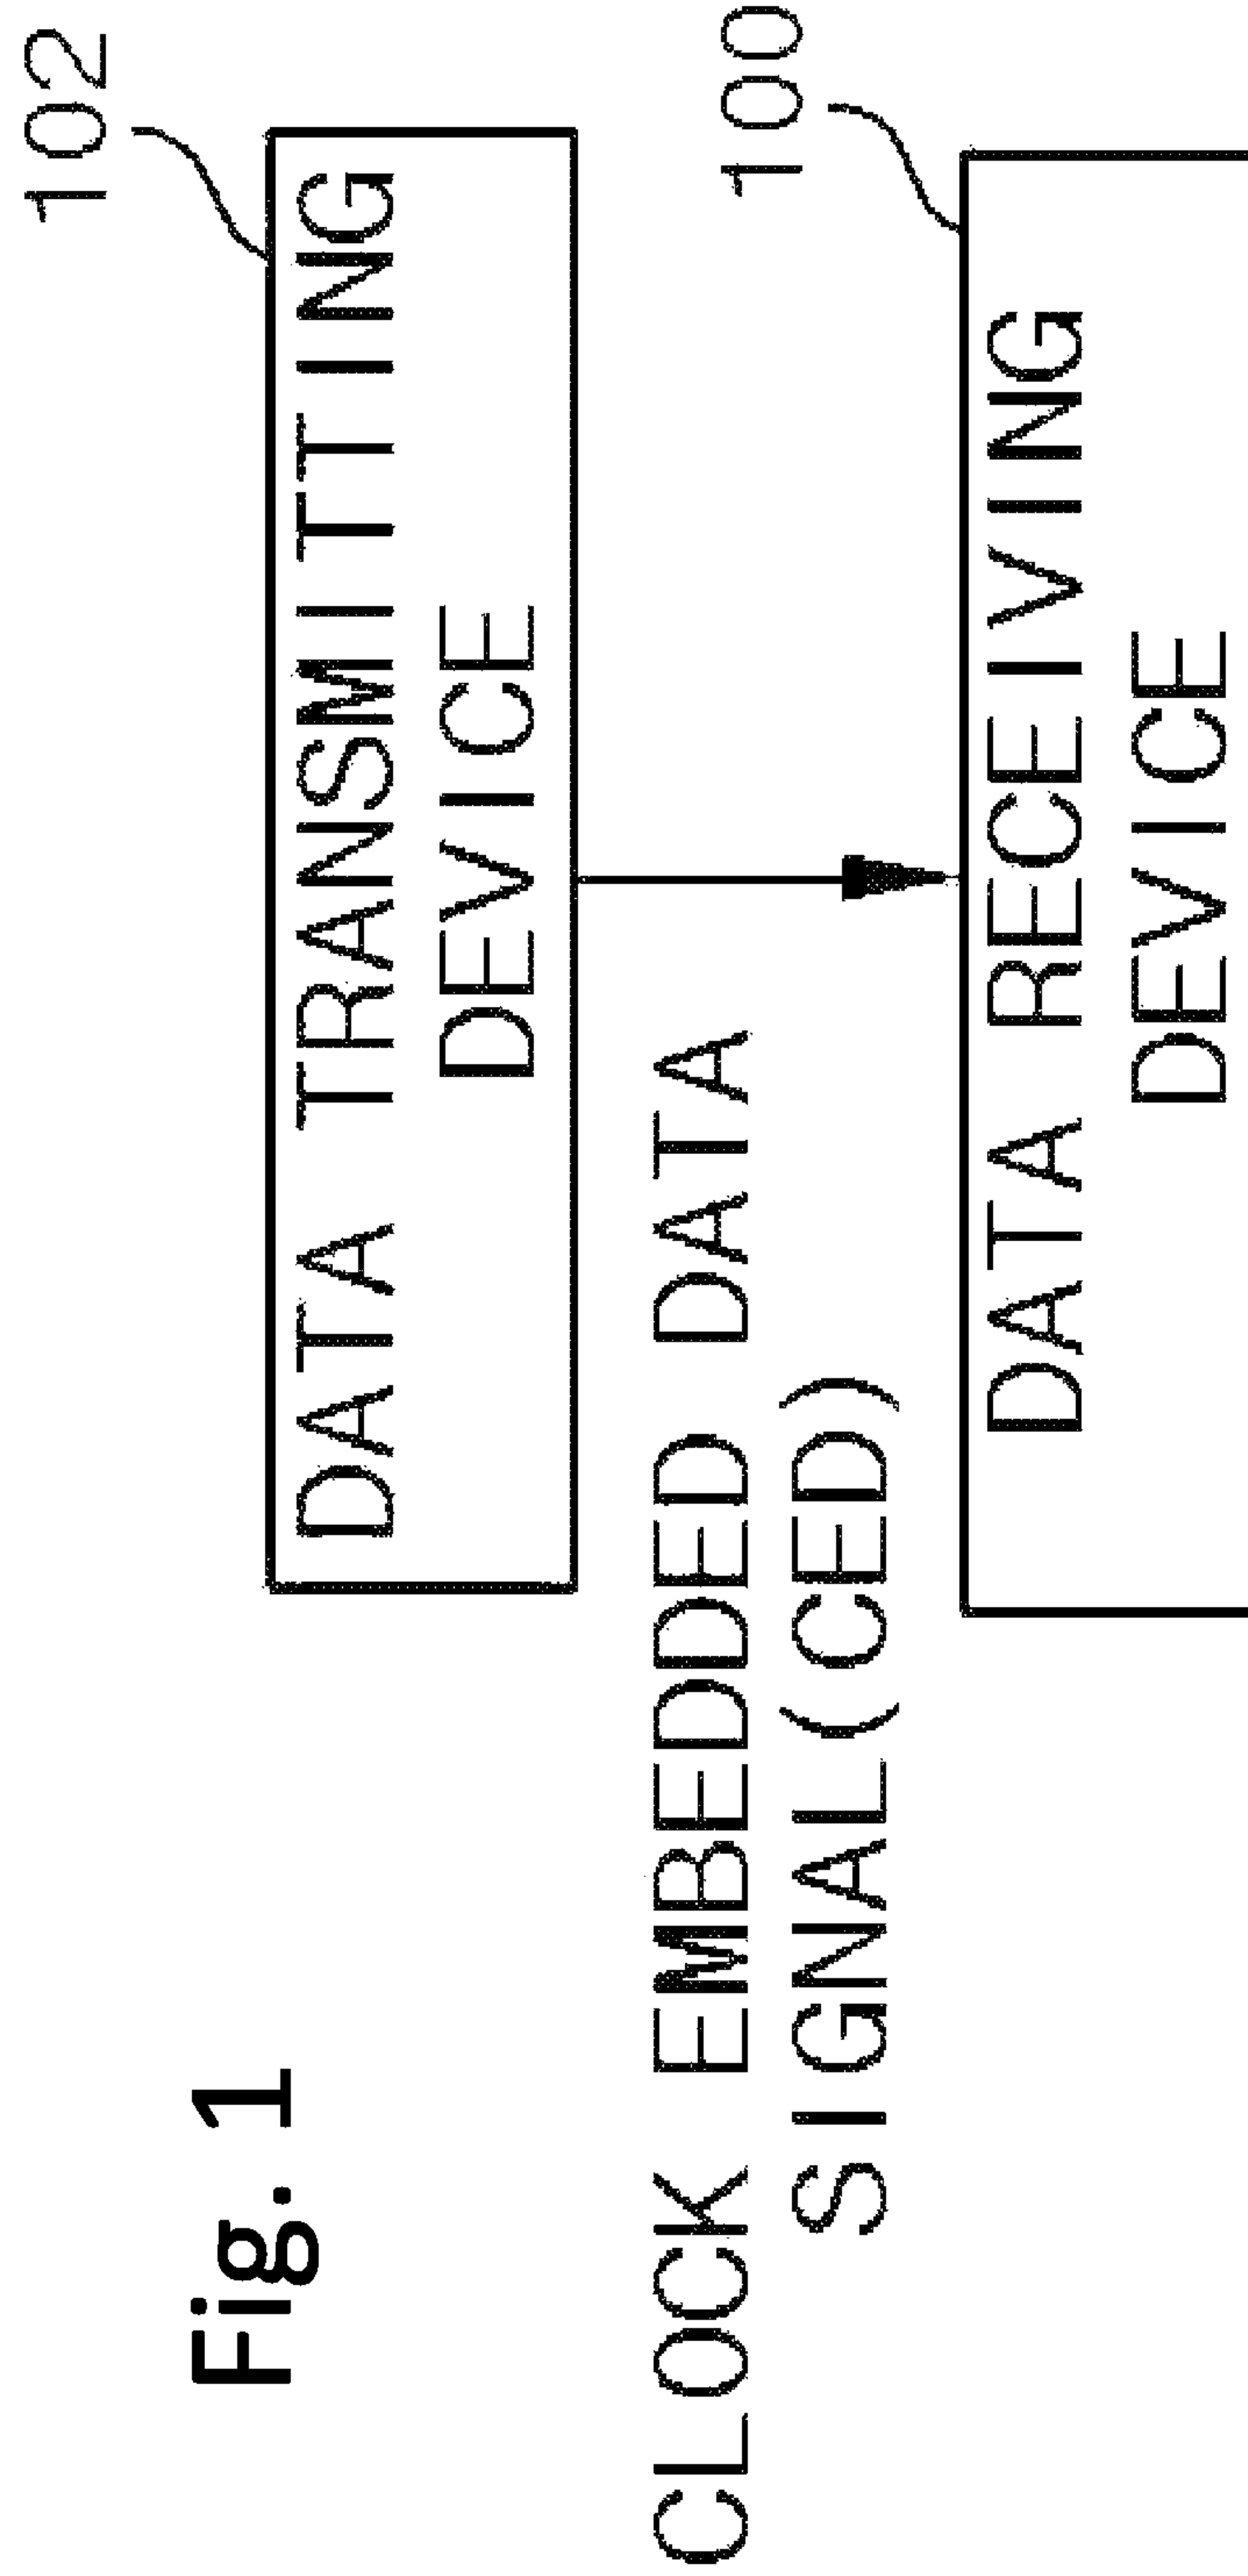 Fig. 1
102
DATA TRANSMITTING
DEVICE
CLOCK EMBEDDED DATA
SIGNAL(CED)
100
DATA RECEIVING
DEVICE